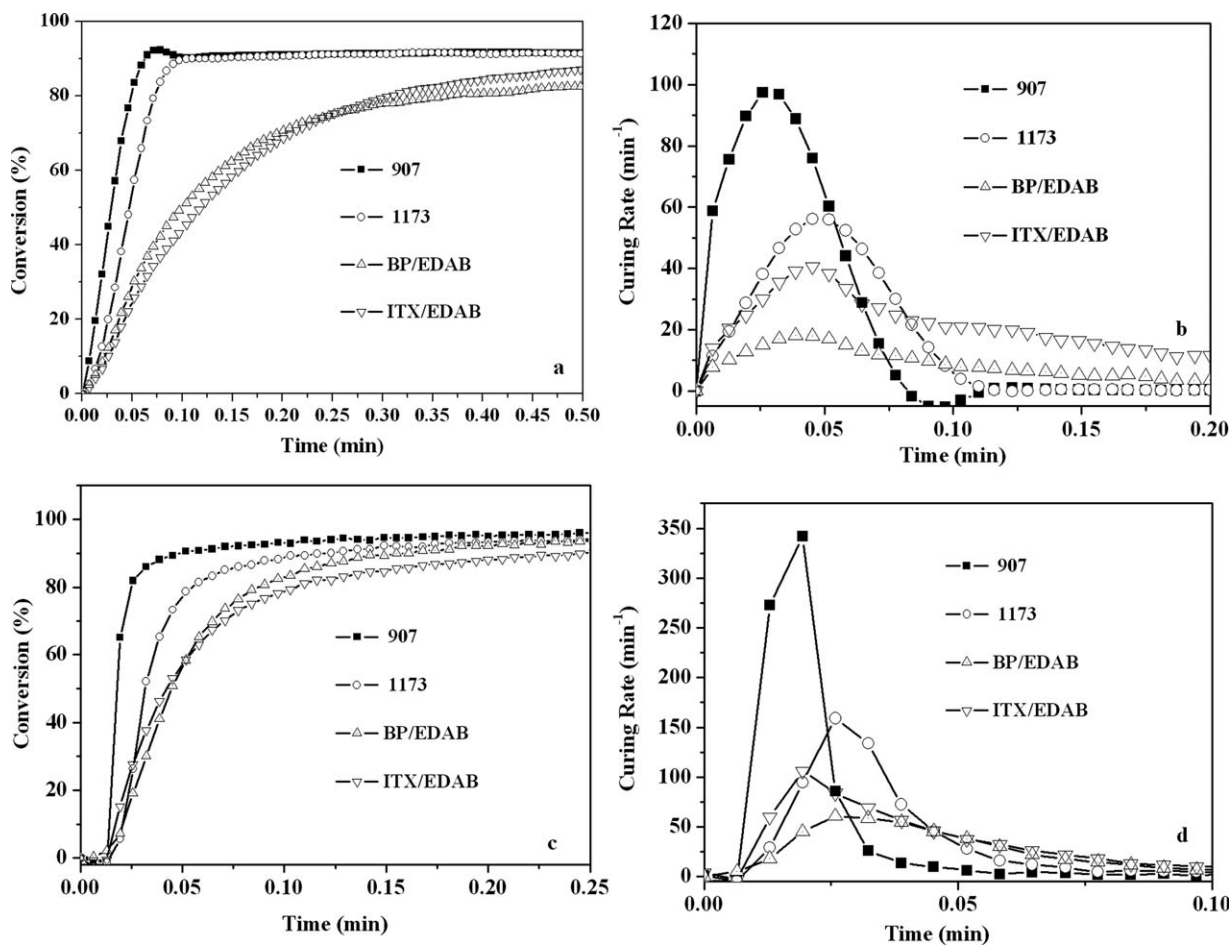 100
80
60
40
20
0
Conversion (%)
0.00 0.05 0.10 0.15 0.20 0.25 0.30 0.35 0.40 0.45 0.50
Time (min)
907
1173
BP/EDAB
ITX/EDAB
a
120
100
80
60
40
20
0
Curing Rate (min-1)
0.00 0.05 0.10 0.15 0.20
Time (min)
907
1173
BP/EDAB
ITX/EDAB
b
100
80
60
40
20
0
Conversion (%)
0.00 0.05 0.10 0.15 0.20 0.25
Time (min)
907
1173
BP/EDAB
ITX/EDAB
c
350
300
250
200
150
100
50
0
Curing Rate (min-1)
0.00 0.05 0.10
Time (min)
907
1173
BP/EDAB
ITX/EDAB
d